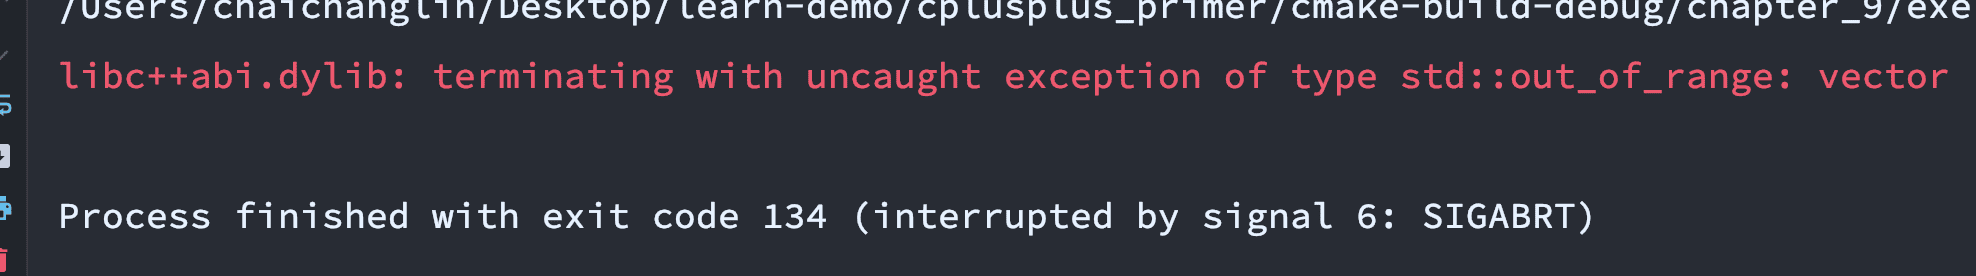 /Users/chaichanglin/Desktop/learn-demo/cplusplus_primer/cmake-build-debug/chapter_9/exe
libc++abi.dylib: terminating with uncaught exception of type std::out_of_range: vector
Process finished with exit code 134 (interrupted by signal 6: SIGABRT)